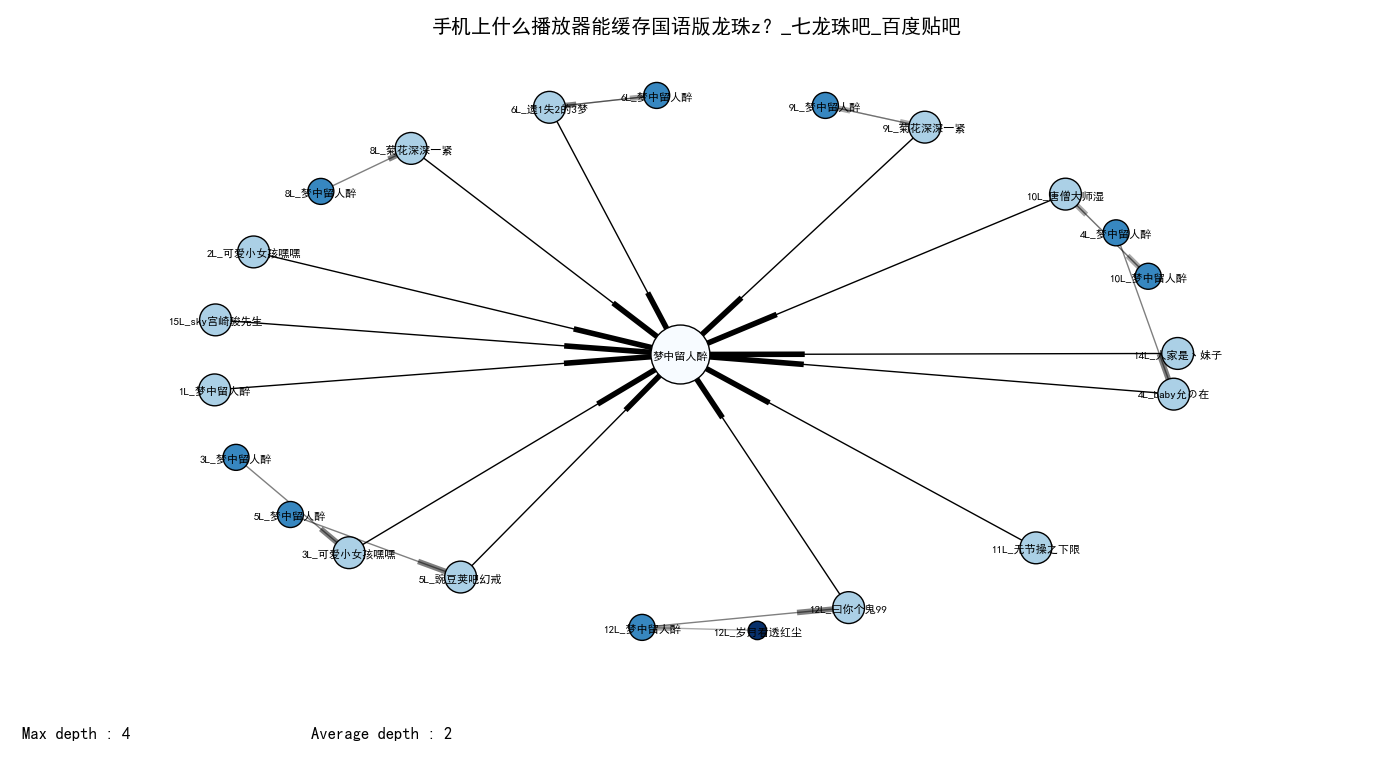 手机上什么播放器能缓存国语版龙珠z？_七龙珠吧_百度贴吧
6L_梦中留人醉
6L_遇1失2的3梦
9L_梦中留人醉
9L_菊花深深一紧
8L_菊花深深一紧
8L_梦中留人醉
10L_唐僧大师湿
4L_梦中留人醉
2L_可爱小女孩嘿嘿
10L_梦中留人醉
15L_sky宫崎骏先生
梦中留人醉
14L_人家是丶妹子
1L_梦中留人醉
4L_baby允の在
3L_梦中留人醉
5L_梦中留人醉
3L_可爱小女孩嘿嘿
11L_无节操之下限
5L_豌豆荚吧幻戒
12L_曰你个鬼99
12L_梦中留人醉
12L_岁月看透红尘
Max depth : 4
Average depth : 2